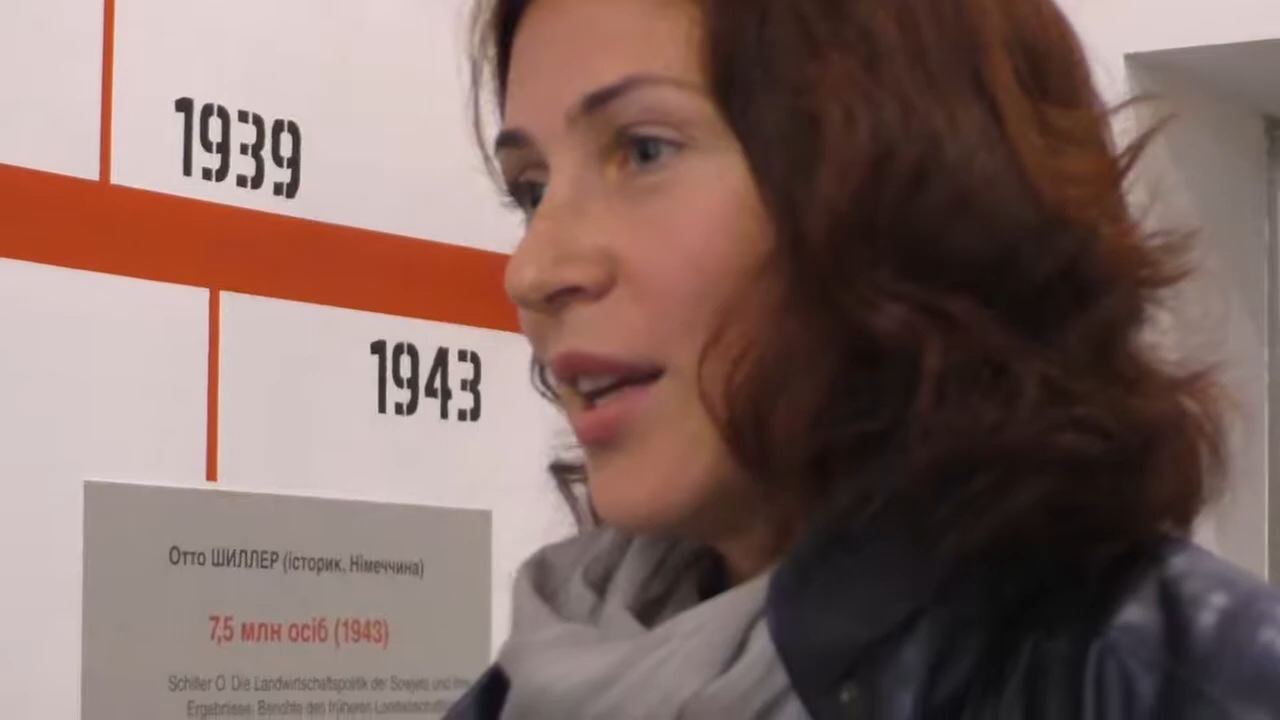 1939
1943
Отто ШИЛЛЕР (історик, Німеччина)
7,5 млн осіб (1943)
Schiller O. Die Landwirtschaftspolitik der Sowjets und ihre
Ergebnisse. Berichte des früheren